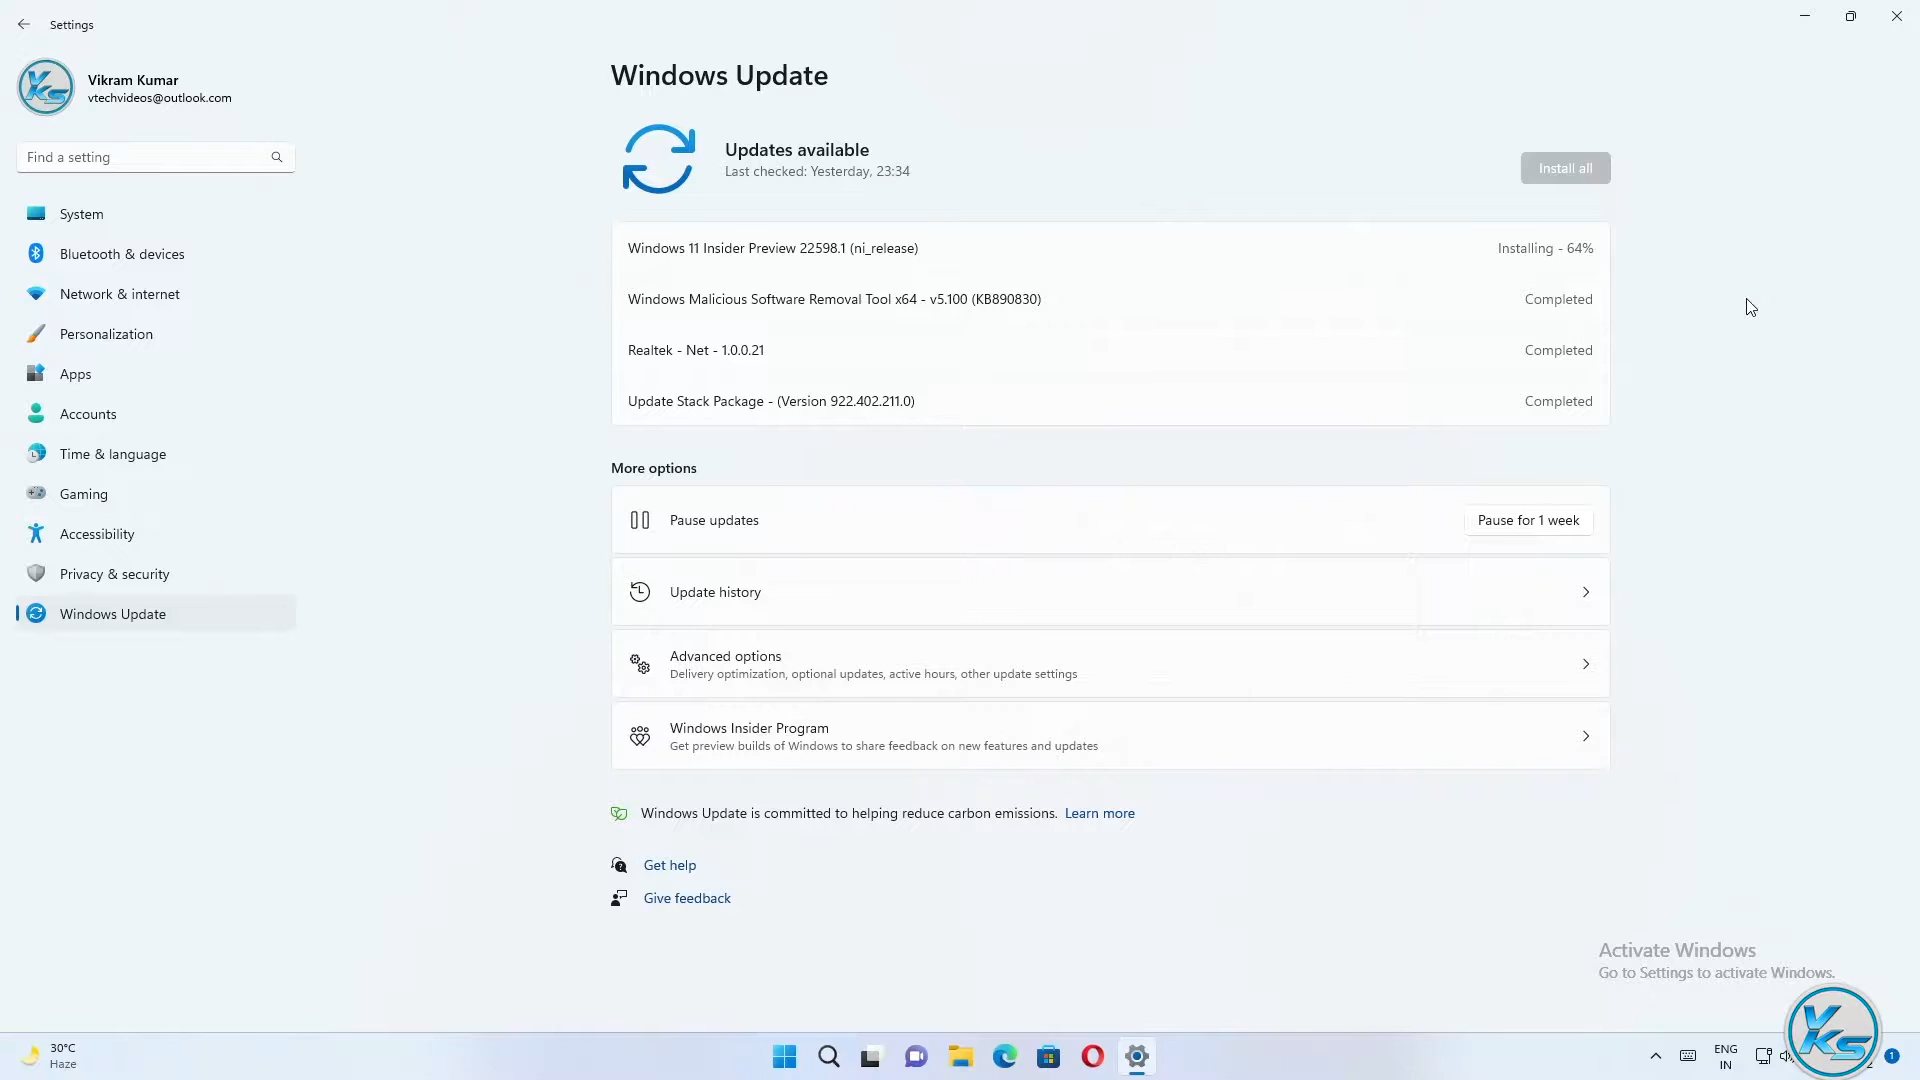 Settings
Vikram Kumar
vtechvideos@outlook.com
Find a setting
System
Bluetooth & devices
Network & internet
Personalization
Apps
Accounts
Time & language
Gaming
Accessibility
Privacy & security
Windows Update
Windows Update
Updates available
Last checked: Yesterday, 23:34
Install all
Windows 11 Insider Preview 22598.1 (ni_release)
Installing - 64%
Windows Malicious Software Removal Tool x64 - v5.100 (KB890830)
Completed
Realtek - Net - 1.0.0.21
Completed
Update Stack Package - (Version 922.402.211.0)
Completed
More options
Pause updates
Pause for 1 week
Update history
Advanced options
Delivery optimization, optional updates, active hours, other update settings
Windows Insider Program
Get preview builds of Windows to share feedback on new features and updates
Windows Update is committed to helping reduce carbon emissions. Learn more
Get help
Give feedback
Activate Windows
Go to Settings to activate Windows.
30°C
Haze
ENG
IN
1